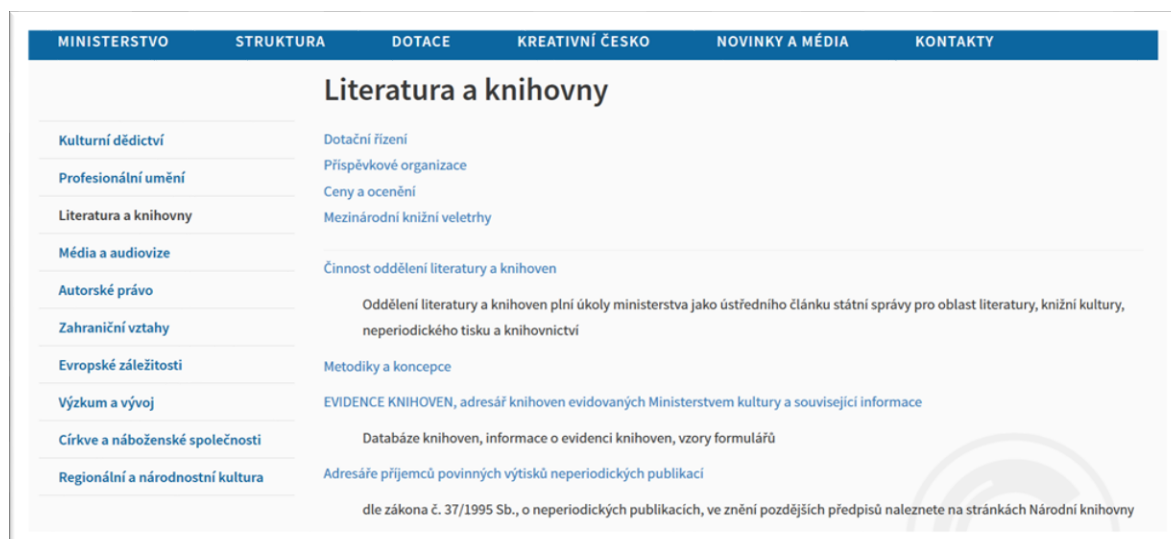 MINISTERSTVO STRUKTURA DOTACE KREATIVNÍ ČESKO NOVINKY A MÉDIA KONTAKTY
Literatura a knihovny
Kulturní dědictví
Profesionální umění
Literatura a knihovny
Média a audiovize
Autorské právo
Zahraniční vztahy
Evropské záležitosti
Výzkum a vývoj
Církve a náboženské společnosti
Regionální a národnostní kultura
Dotační řízení
Příspěvkové organizace
Ceny a ocenění
Mezinárodní knižní veletrhy
Činnost oddělení literatury a knihoven
Oddělení literatury a knihoven plní úkoly ministerstva jako ústředního článku státní správy pro oblast literatury, knižní kultury,
neperiodického tisku a knihovnictví
Metodiky a koncepce
EVIDENCE KNIHOVEN, adresář knihoven evidovaných Ministerstvem kultury a související informace
Databáze knihoven, informace o evidenci knihoven, vzory formulářů
Adresáře příjemců povinných výtisků neperiodických publikací
dle zákona č. 37/1995 Sb., o neperiodických publikacích, ve znění pozdějších předpisů naleznete na stránkách Národní knihovny